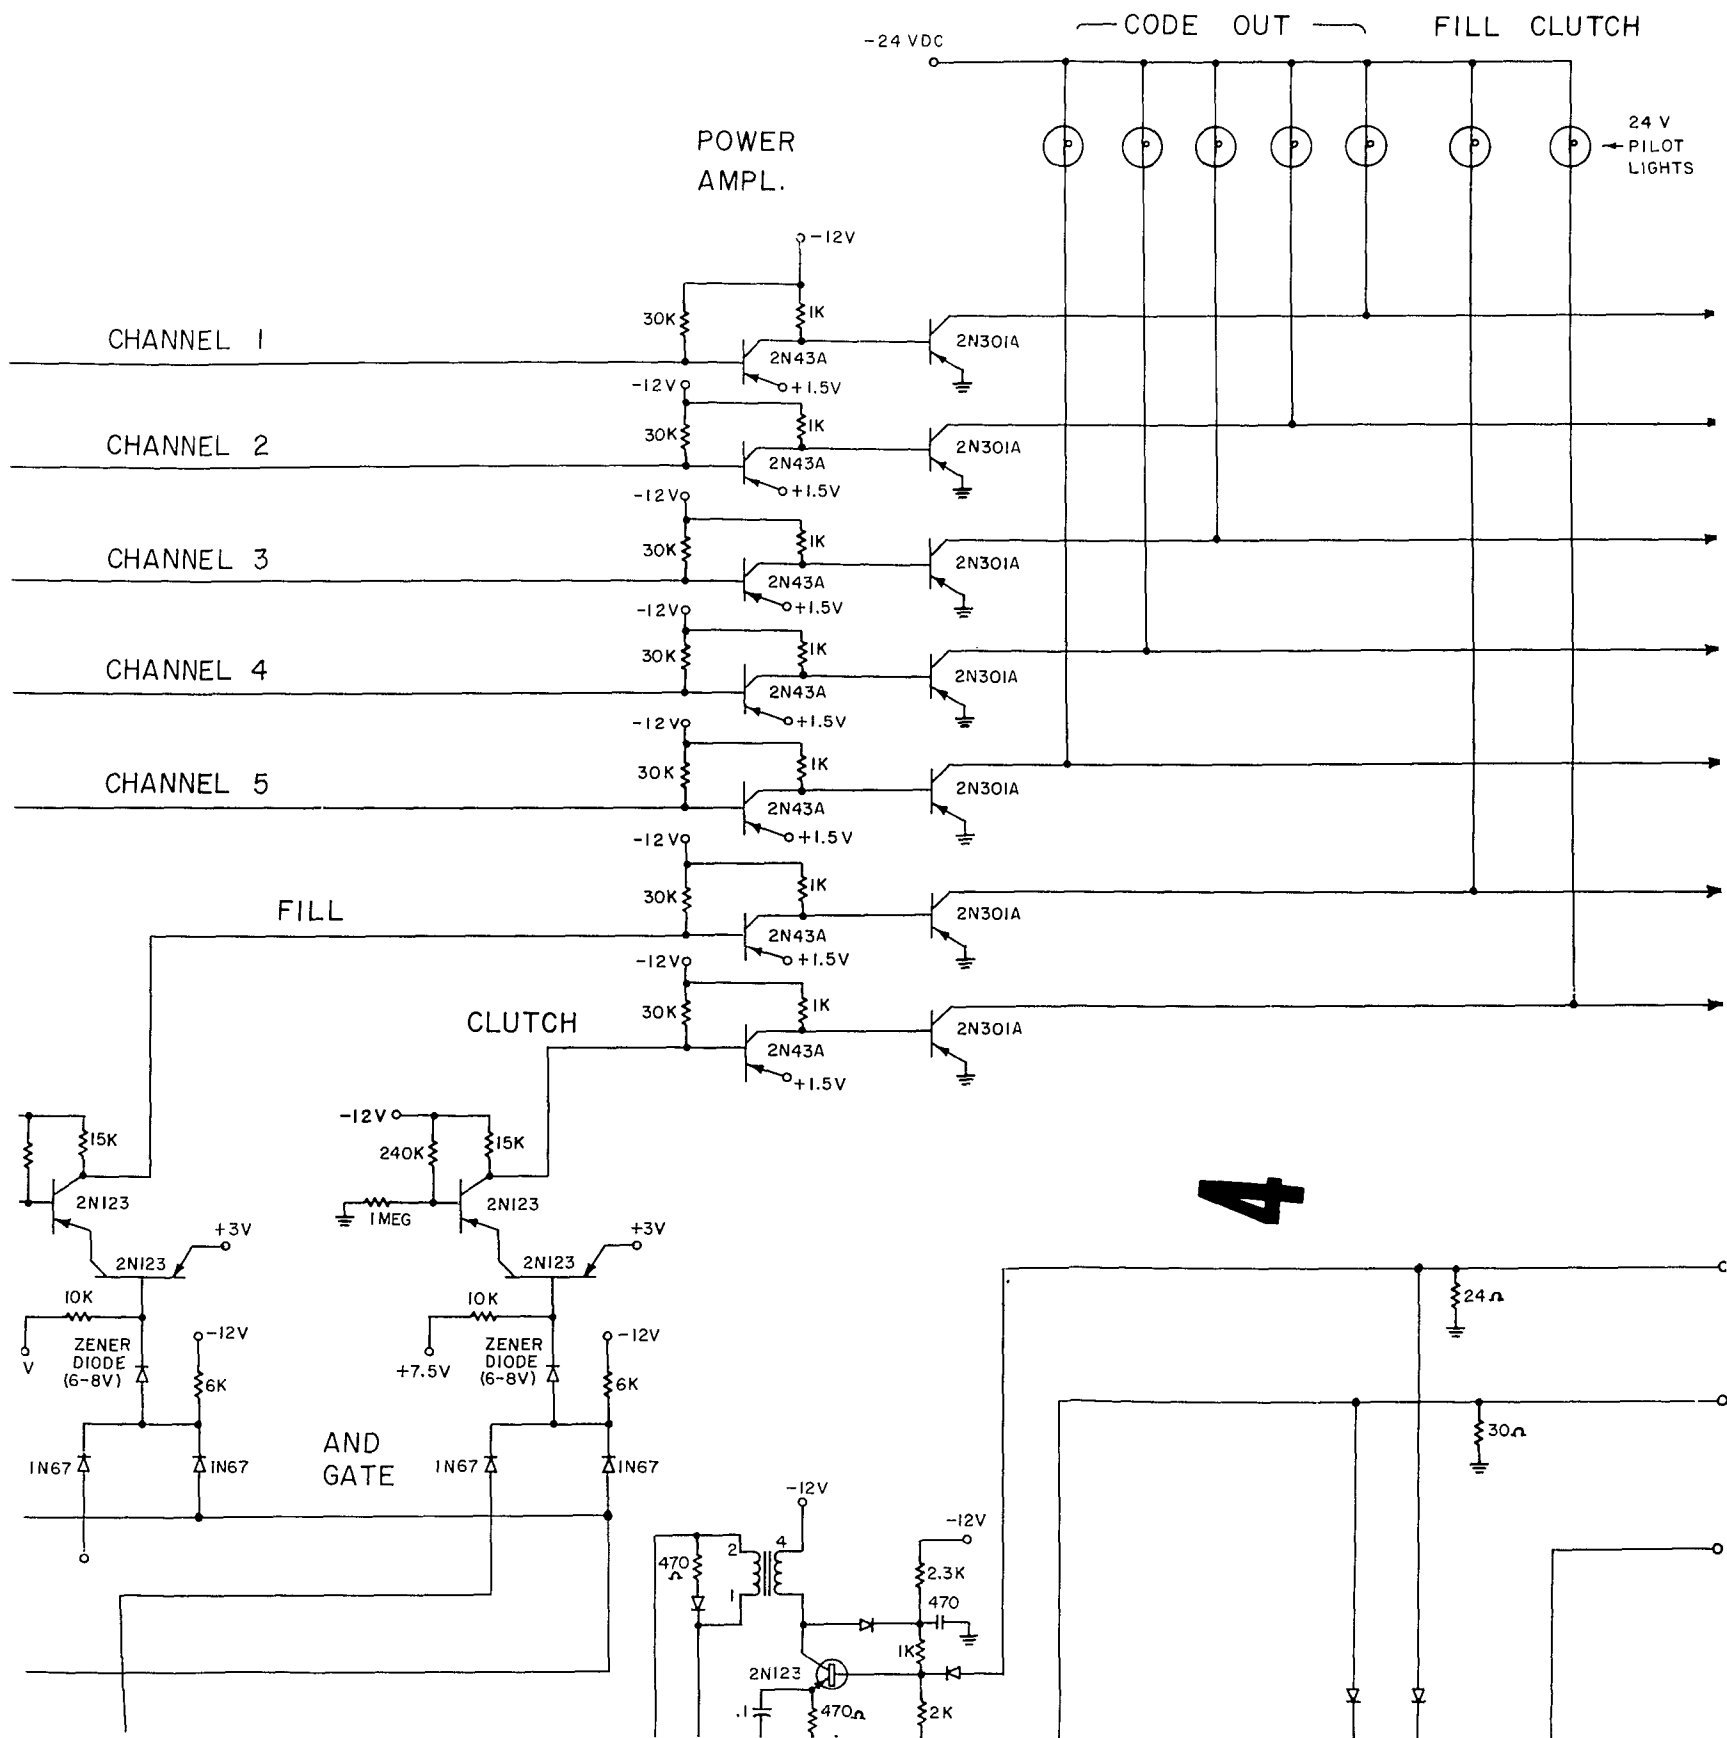 CODE OUT
FILL CLUTCH
-24 VDC
24 V
PILOT
LIGHTS
POWER
AMPL.
-12V
30K
1K
CHANNEL 1
2N43A
2N301A
+1.5V
-12V
30K
1K
CHANNEL 2
2N43A
2N301A
+1.5V
-12V
30K
1K
CHANNEL 3
2N43A
2N301A
+1.5V
-12V
30K
1K
CHANNEL 4
2N43A
2N301A
+1.5V
-12V
30K
1K
CHANNEL 5
2N43A
2N301A
+1.5V
-12V
30K
1K
FILL
2N43A
2N301A
+1.5V
-12V
30K
1K
CLUTCH
2N43A
2N301A
+1.5V
15K
-12V
240K
15K
2N123
1MEG
2N123
+3V
+3V
2N123
2N123
10K
10K
4
24Ω
V
ZENER
DIODE
(6-8V)
-12V
6K
+7.5V
ZENER
DIODE
(6-8V)
-12V
6K
30Ω
1N67
1N67
AND
GATE
1N67
1N67
-12V
-12V
470
Ω
2
4
1
2.3K
470
1K
2N123
.1
470Ω
2K